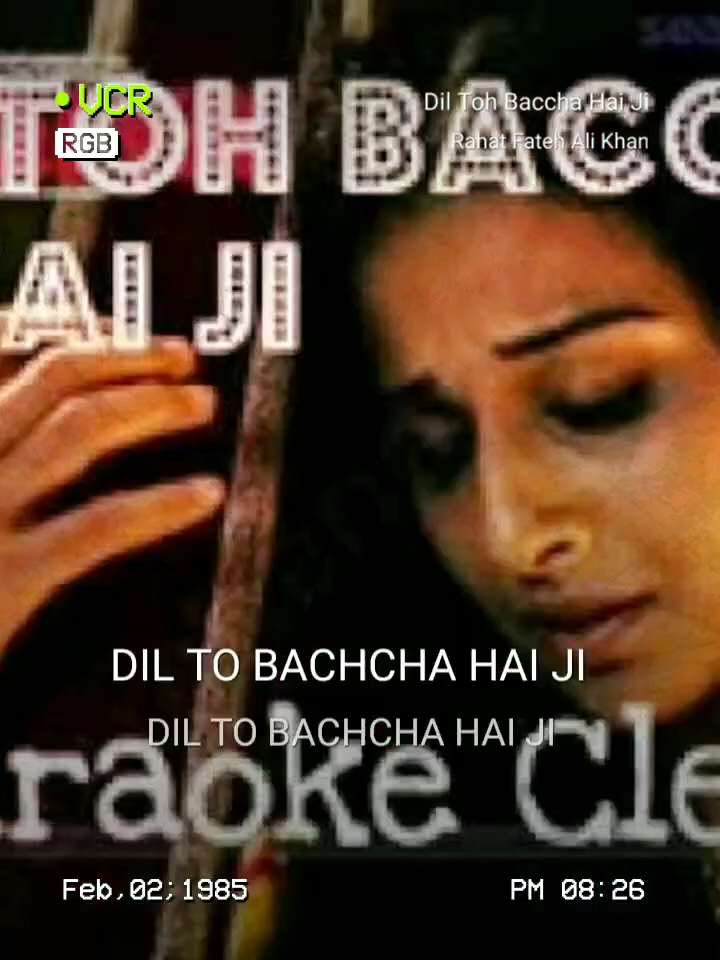 VCR
RGB
Dil Toh Baccha Hai Ji
Rahat Fateh Ali Khan
TOH BACC
AI JI
DIL TO BACHCHA HAI JI
DIL TO BACHCHA HAI JI
raoke Cle
Feb,02;1985
PM 08:26